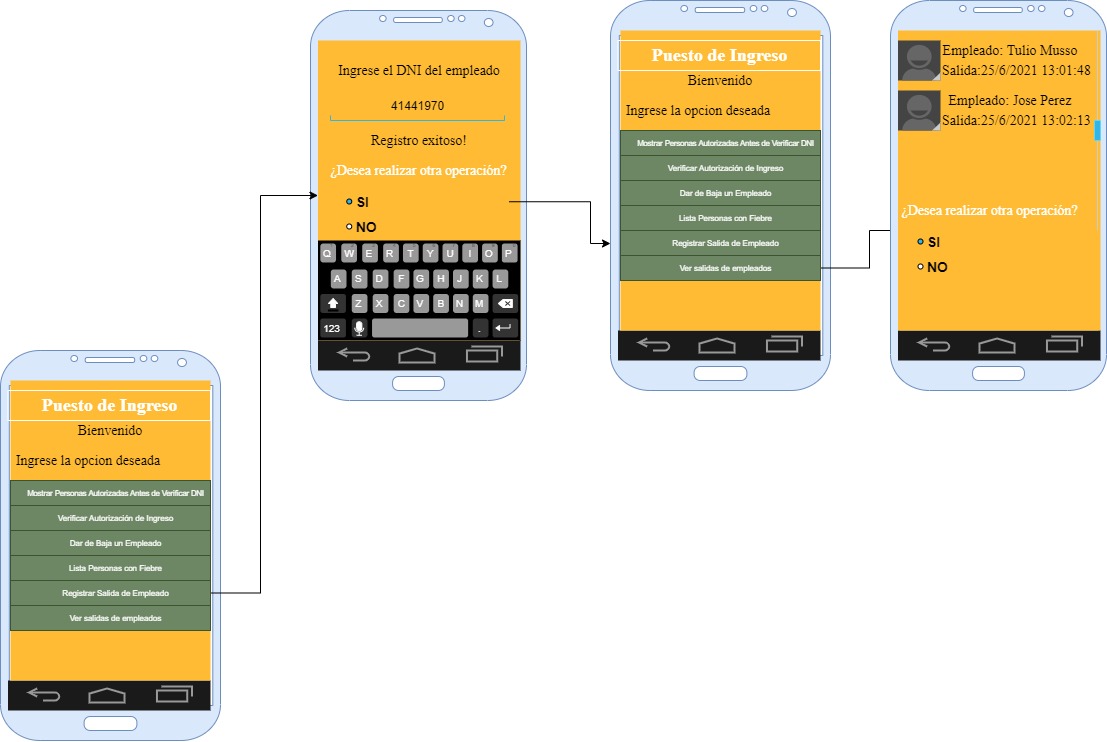 Puesto de Ingreso
Bienvenido
Ingrese la opcion deseada
Mostrar Personas Autorizadas Antes de Verificar DNI
Verificar Autorización de Ingreso
Dar de Baja un Empleado
Lista Personas con Fiebre
Registrar Salida de Empleado
Ver salidas de empleados
Ingrese el DNI del empleado
41441970
Registro exitoso!
¿Desea realizar otra operación?
SI
NO
Q W E R T Y U I O P
A S D F G H J K L
Z X C V B N M
123 .
Puesto de Ingreso
Bienvenido
Ingrese la opcion deseada
Mostrar Personas Autorizadas Antes de Verificar DNI
Verificar Autorización de Ingreso
Dar de Baja un Empleado
Lista Personas con Fiebre
Registrar Salida de Empleado
Ver salidas de empleados
Empleado: Tulio Musso
Salida:25/6/2021 13:01:48
Empleado: Jose Perez
Salida:25/6/2021 13:02:13
¿Desea realizar otra operación?
SI
NO